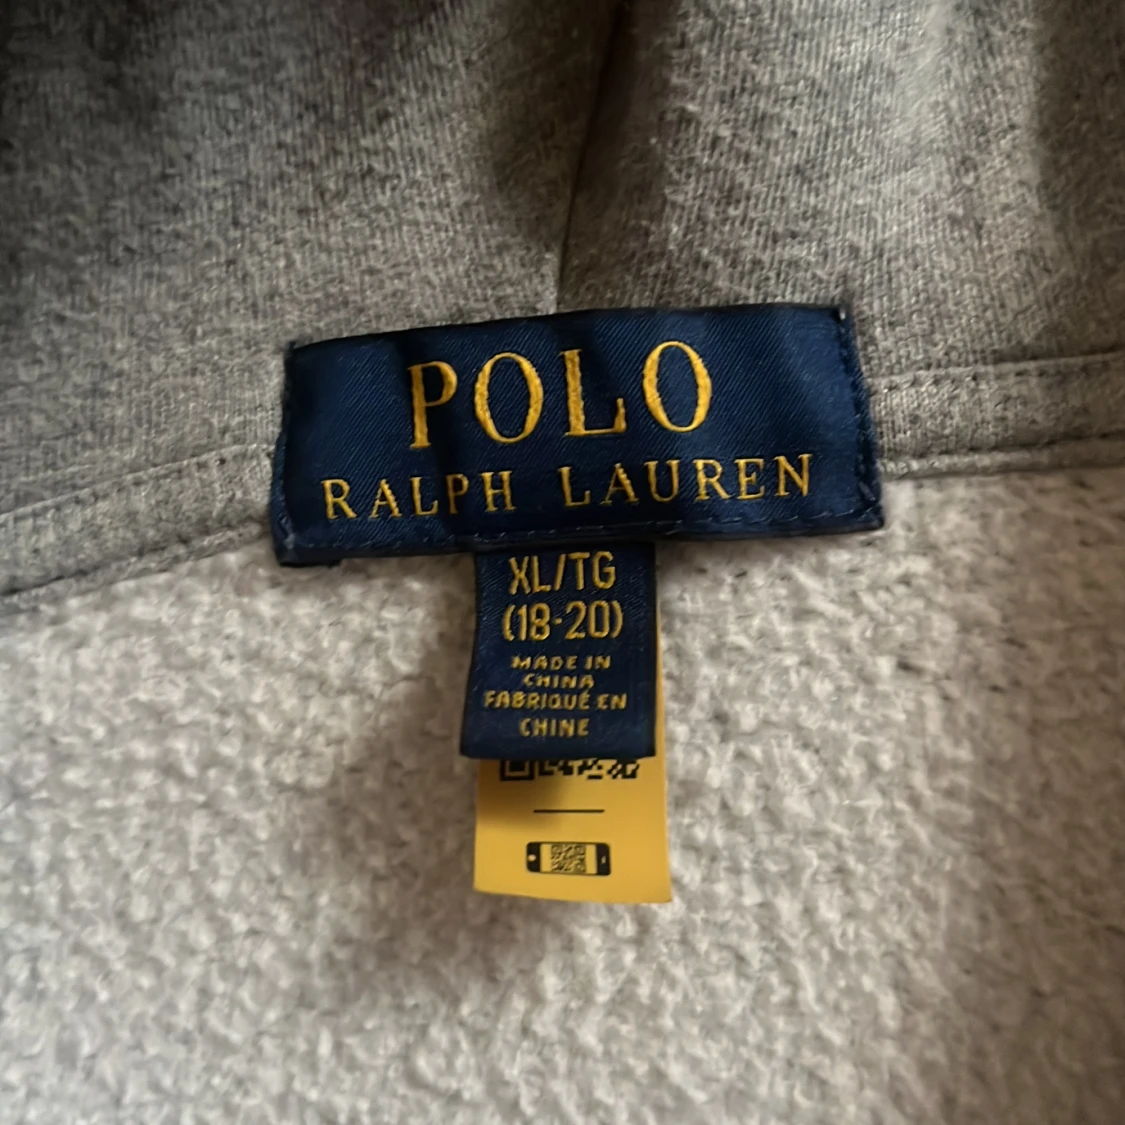 POLO
RALPH LAUREN
XL/TG
(18-20)
MADE IN
CHINA
FABRIQUÉ EN
CHINE